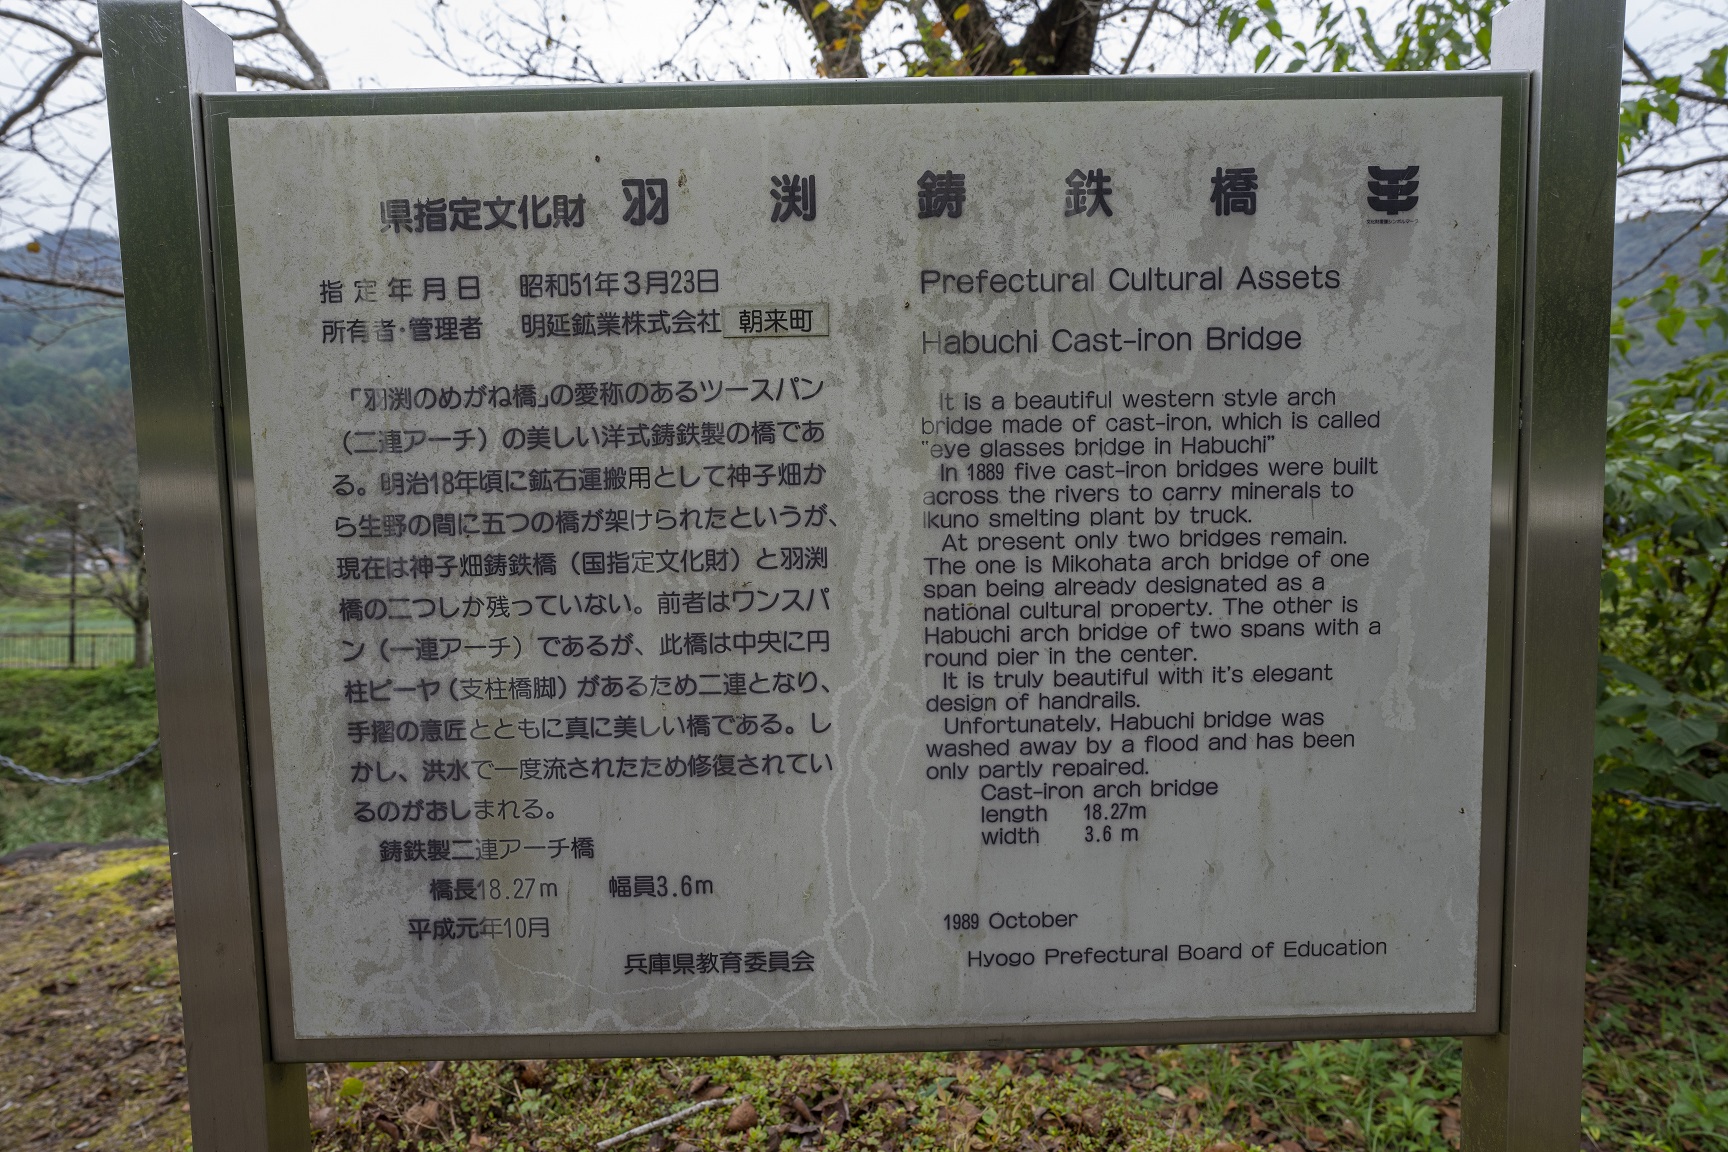 県指定文化財 羽渕鋳鉄橋
文化財愛護シンボルマーク
指定年月日 昭和51年3月23日
所有者・管理者 明延鉱業株式会社 朝来町
「羽渕のめがね橋」の愛称のあるツースパン
（二連アーチ）の美しい洋式鋳鉄製の橋であ
る。明治18年頃に鉱石運搬用として神子畑か
ら生野の間に五つの橋が架けられたというが、
現在は神子畑鋳鉄橋（国指定文化財）と羽渕
橋の二つしか残っていない。前者はワンスパ
ン（一連アーチ）であるが、此橋は中央に円
柱ピーヤ（支柱橋脚）があるため二連となり、
手摺の意匠とともに真に美しい橋である。し
かし、洪水で一度流されたため修復されてい
るのがおしまれる。
鋳鉄製二連アーチ橋
橋長18.27m 幅員3.6m
平成元年10月
兵庫県教育委員会
Prefectural Cultural Assets
Habuchi Cast-iron Bridge
It is a beautiful western style arch
bridge made of cast-iron, which is called
"eye glasses bridge in Habuchi"
In 1889 five cast-iron bridges were built
across the rivers to carry minerals to
Ikuno smelting plant by truck.
At present only two bridges remain.
The one is Mikohata arch bridge of one
span being already designated as a
national cultural property. The other is
Habuchi arch bridge of two spans with a
round pier in the center.
It is truly beautiful with it's elegant
design of handrails.
Unfortunately, Habuchi bridge was
washed away by a flood and has been
only partly repaired.
Cast-iron arch bridge
length 18.27m
width 3.6 m
1989 October
Hyogo Prefectural Board of Education